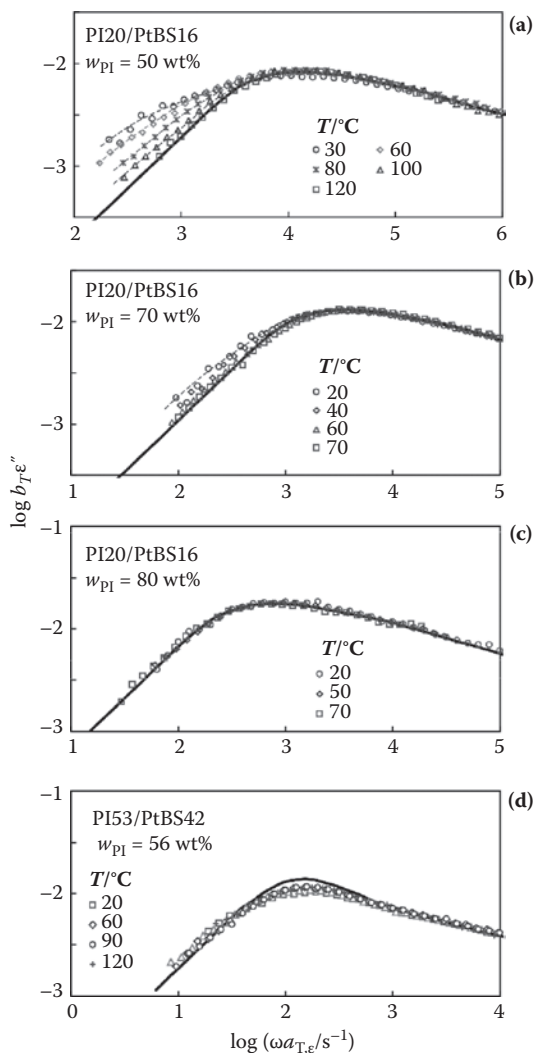 (a)
PI20/PtBS16
w_PI = 50 wt%
−2
T/°C
30 60
80 100
120
−3
2 3 4 5 6
(b)
PI20/PtBS16
w_PI = 70 wt%
−2
T/°C
20
40
60
70
−3
1 2 3 4 5
log b_T ε″
−1
(c)
PI20/PtBS16
w_PI = 80 wt%
−2
T/°C
20
50
70
−3
1 2 3 4 5
−1
(d)
PI53/PtBS42
w_PI = 56 wt%
T/°C
20
60
90
120
−2
−3
0 1 2 3 4
log (ωa_T,ε/s⁻¹)